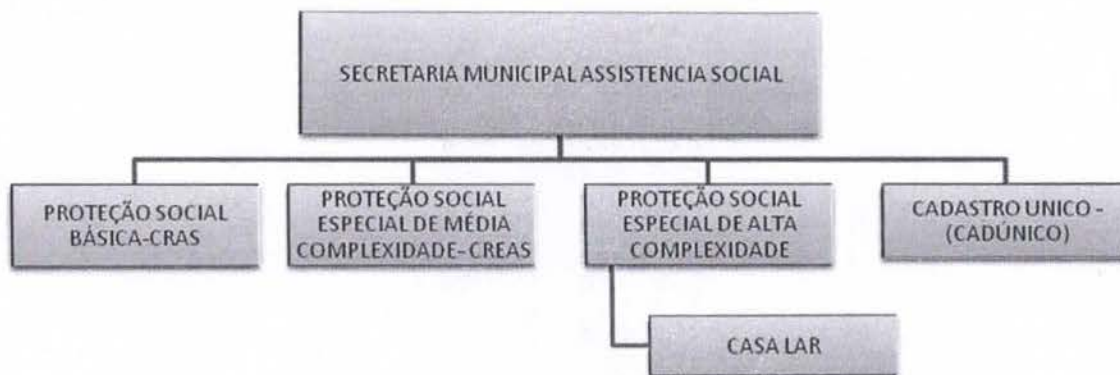 SECRETARIA MUNICIPAL ASSISTENCIA SOCIAL
PROTEÇÃO SOCIAL
BÁSICA-CRAS
PROTEÇÃO SOCIAL
ESPECIAL DE MÉDIA
COMPLEXIDADE- CREAS
PROTEÇÃO SOCIAL
ESPECIAL DE ALTA
COMPLEXIDADE
CADASTRO UNICO -
(CADÚNICO)
CASA LAR